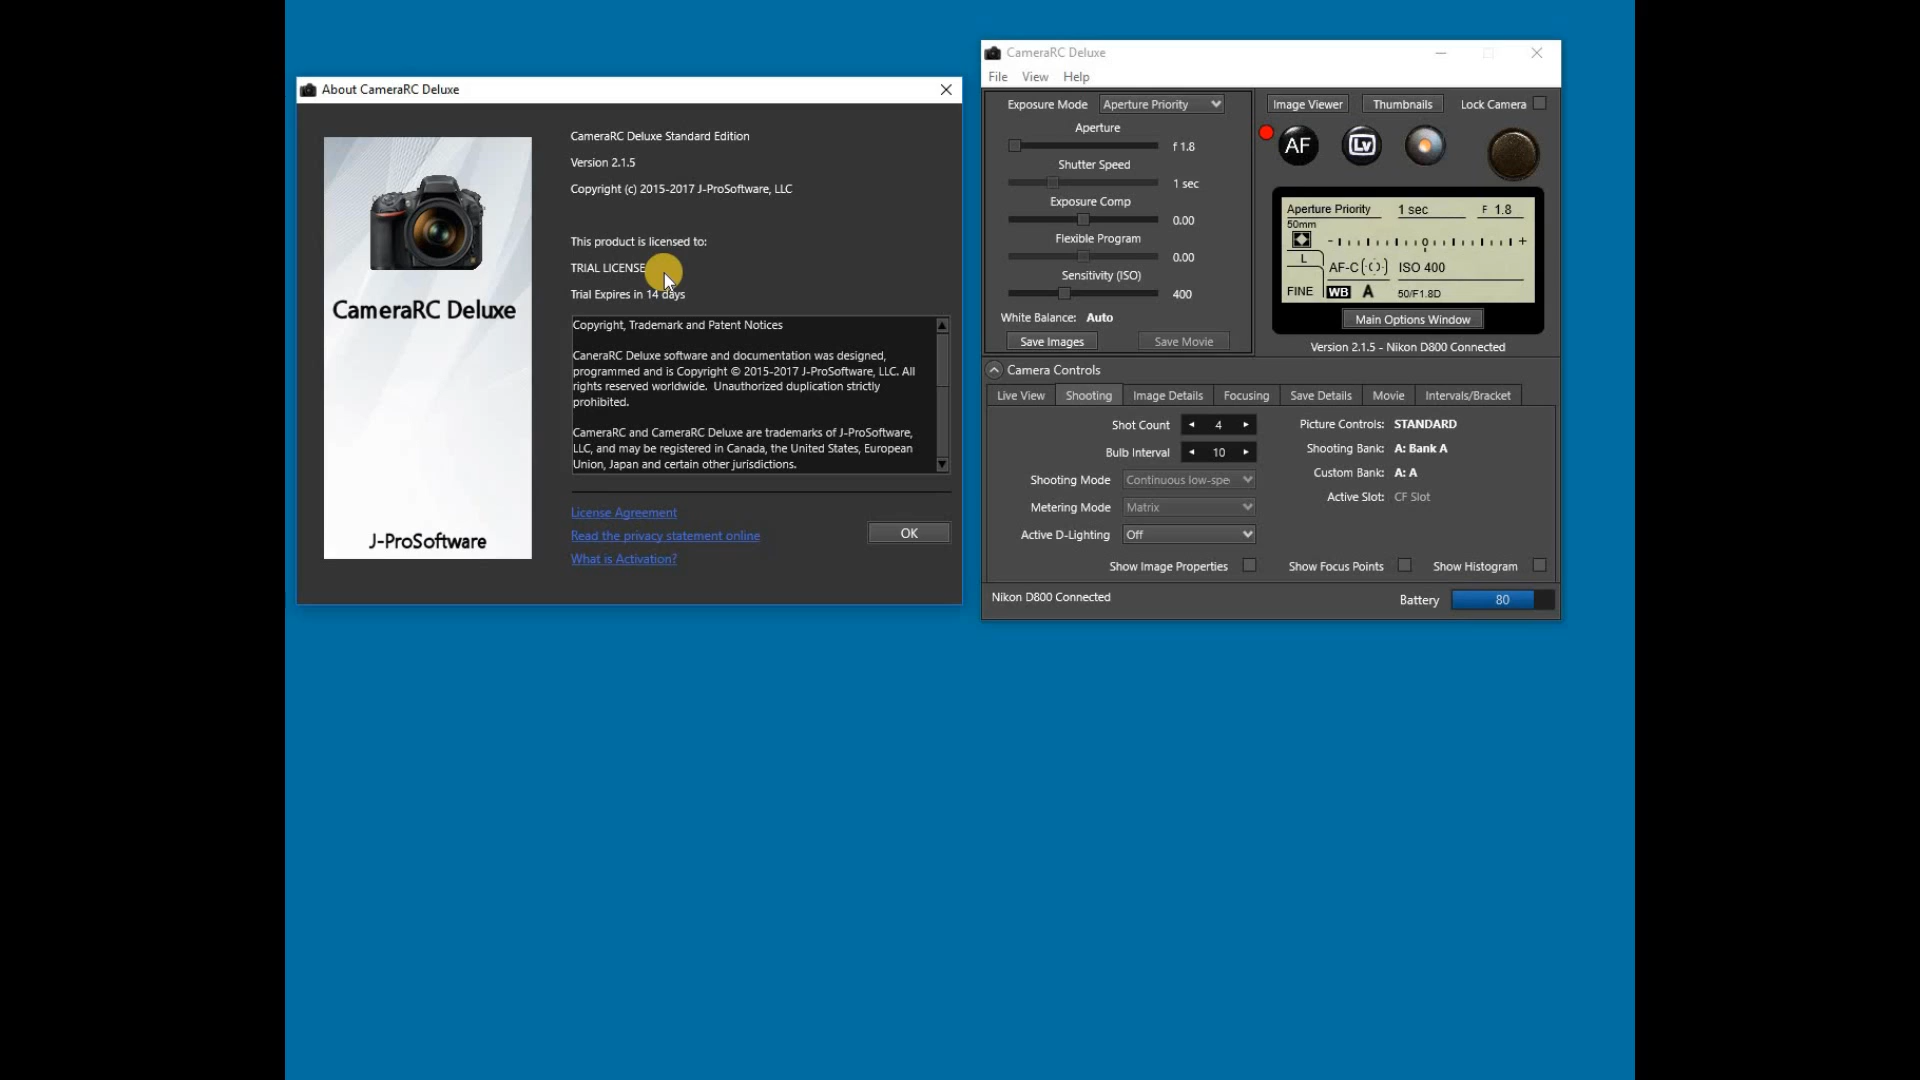 About CameraRC Deluxe
CameraRC Deluxe
J-ProSoftware
CameraRC Deluxe Standard Edition
Version 2.1.5
Copyright (c) 2015-2017 J-ProSoftware, LLC
This product is licensed to:
TRIAL LICENSE
Trial Expires in 14 days
Copyright, Trademark and Patent Notices
CaneraRC Deluxe software and documentation was designed,
programmed and is Copyright © 2015-2017 J-ProSoftware, LLC. All
rights reserved worldwide. Unauthorized duplication strictly
prohibited.
CameraRC and CameraRC Deluxe are trademarks of J-ProSoftware,
LLC, and may be registered in Canada, the United States, European
Union, Japan and certain other jurisdictions.
License Agreement
Read the privacy statement online
What is Activation?
OK
CameraRC Deluxe
File View Help
Exposure Mode Aperture Priority
Aperture
f 1.8
Shutter Speed
1 sec
Exposure Comp
0.00
Flexible Program
0.00
Sensitivity (ISO)
400
White Balance: Auto
Save Images Save Movie
Image Viewer Thumbnails Lock Camera
AF Lv
Aperture Priority 1 sec F 1.8
50mm
- 0 +
L
AF-C ISO 400
FINE WB A 50/F1.8D
Main Options Window
Version 2.1.5 - Nikon D800 Connected
Camera Controls
Live View Shooting Image Details Focusing Save Details Movie Intervals/Bracket
Shot Count 4
Bulb Interval 10
Shooting Mode Continuous low-spe
Metering Mode Matrix
Active D-Lighting Off
Picture Controls: STANDARD
Shooting Bank: A: Bank A
Custom Bank: A: A
Active Slot: CF Slot
Show Image Properties Show Focus Points Show Histogram
Nikon D800 Connected
Battery 80